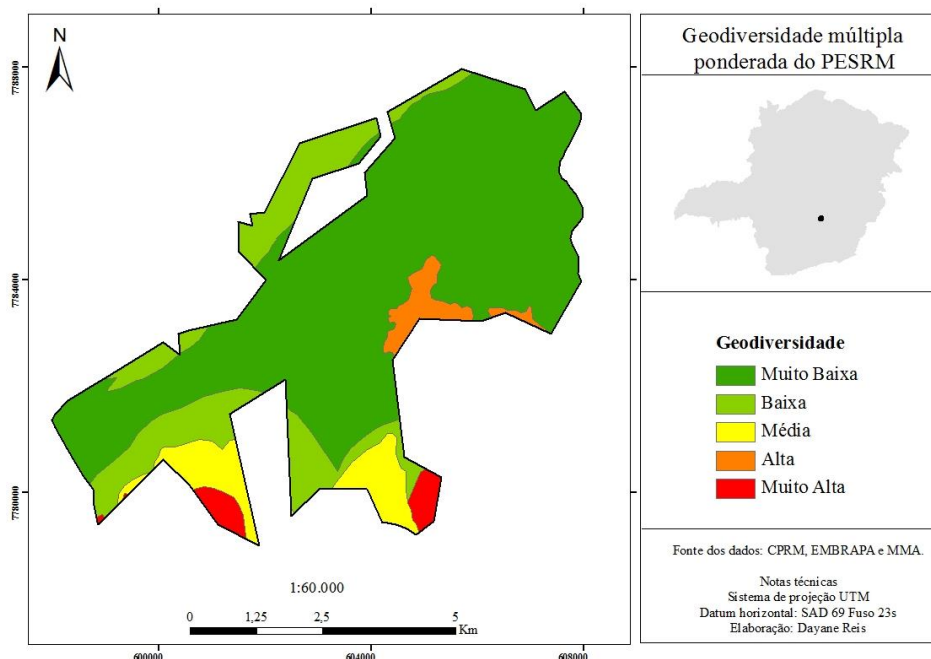 N
7788000
7784000
7780000
600000
604000
608000
1:60.000
0 1,25 2,5 5
Km
Geodiversidade múltipla
ponderada do PESRM
Geodiversidade
Muito Baixa
Baixa
Média
Alta
Muito Alta
Fonte dos dados: CPRM, EMBRAPA e MMA.
Notas técnicas
Sistema de projeção UTM
Datum horizontal: SAD 69 Fuso 23s
Elaboração: Dayane Reis